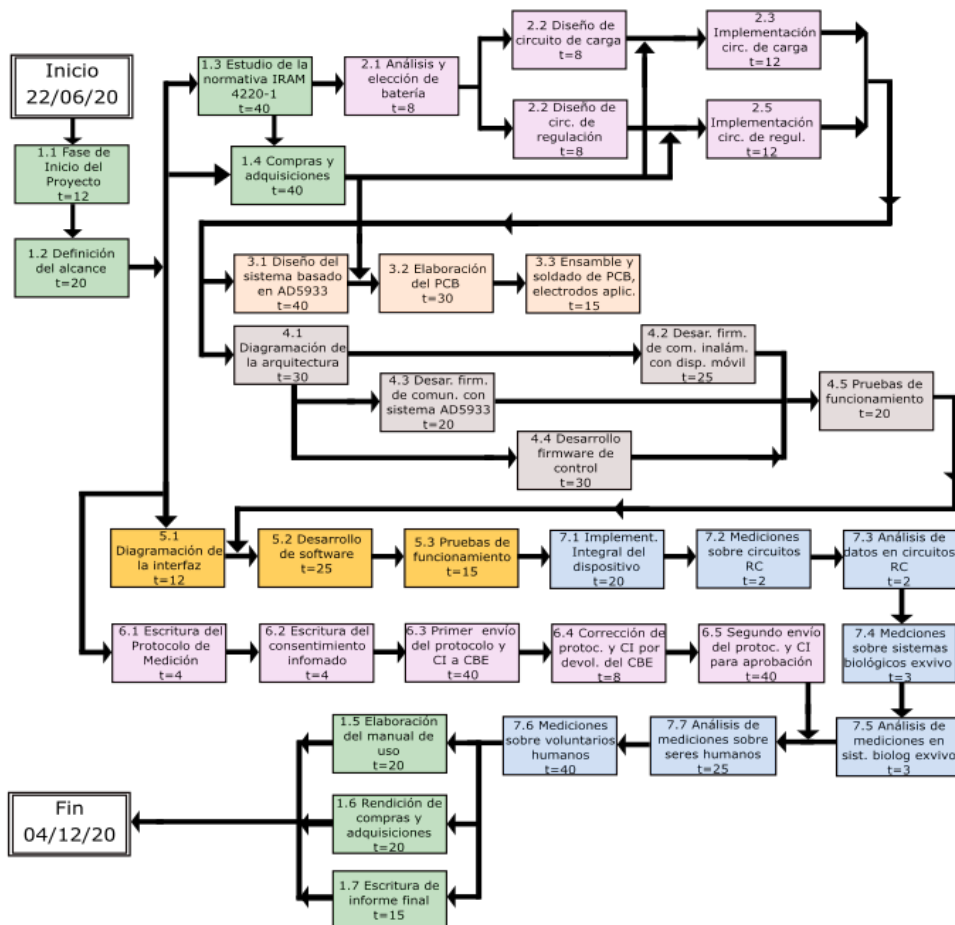 Inicio
22/06/20
1.1 Fase de
Inicio del
Proyecto
t=12
1.2 Definición
del alcance
t=20
1.3 Estudio de la
normativa IRAM
4220-1
t=40
1.4 Compras y
adquisiciones
t=40
2.1 Análisis y
elección de
batería
t=8
2.2 Diseño de
circuito de carga
t=8
2.2 Diseño de
circ. de
regulación
t=8
2.3
Implementación
circ. de carga
t=12
2.5
Implementación
circ. de regul.
t=12
3.1 Diseño del
sistema basado
en AD5933
t=40
3.2 Elaboración
del PCB
t=30
3.3 Ensamble y
soldado de PCB,
electrodos aplic.
t=15
4.1
Diagramación de
la arquitectura
t=30
4.2 Desar. firm.
de com. inalám.
con disp. móvil
t=25
4.3 Desar. firm.
de comun. con
sistema AD5933
t=20
4.4 Desarrollo
firmware de
control
t=30
4.5 Pruebas de
funcionamiento
t=20
5.1
Diagramación de
la interfaz
t=12
5.2 Desarrollo
de software
t=25
5.3 Pruebas de
funcionamiento
t=15
7.1 Implement.
Integral del
dispositivo
t=20
7.2 Mediciones
sobre circuitos
RC
t=2
7.3 Análisis de
datos en circuitos
RC
t=2
6.1 Escritura del
Protocolo de
Medición
t=4
6.2 Escritura del
consentimiento
infomado
t=4
6.3 Primer envío
del protocolo y
CI a CBE
t=40
6.4 Corrección de
protoc. y CI por
devol. del CBE
t=8
6.5 Segundo envío
del protoc. y CI
para aprobación
t=40
7.4 Medciones
sobre sistemas
biológicos exvivo
t=3
7.5 Análisis de
mediciones en
sist. biolog exvivo
t=3
7.7 Análisis de
mediciones sobre
seres humanos
t=25
7.6 Mediciones
sobre voluntarios
humanos
t=40
1.5 Elaboración
del manual de
uso
t=20
1.6 Rendición de
compras y
adquisiciones
t=20
1.7 Escritura de
informe final
t=15
Fin
04/12/20